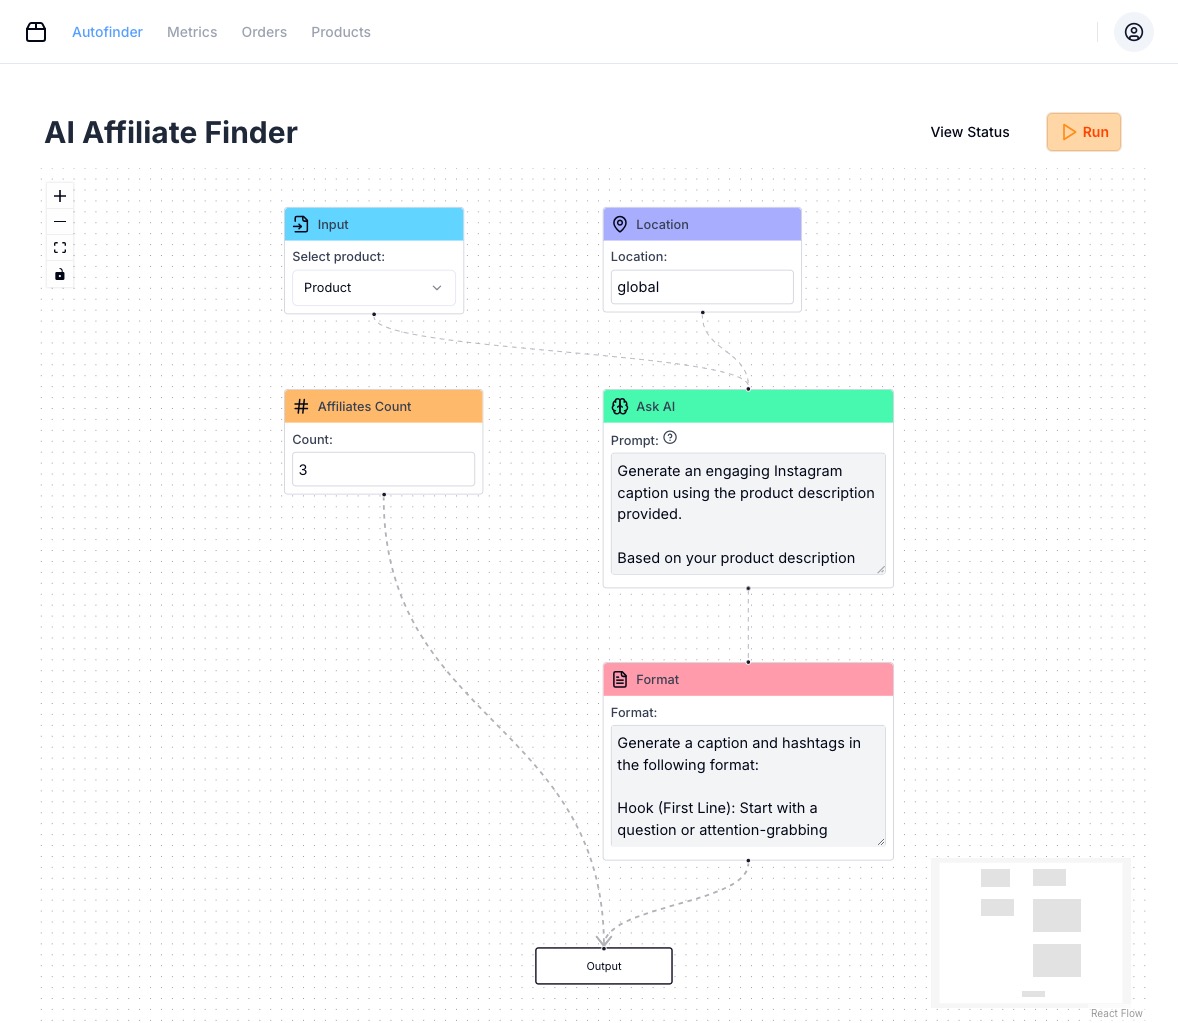 Autofinder Metrics Orders Products
AI Affiliate Finder
View Status
Run
Input
Select product:
Product
Location
Location:
global
Affiliates Count
Count:
3
Ask AI
Prompt:
Generate an engaging Instagram
caption using the product description
provided.
Based on your product description
Format
Format:
Generate a caption and hashtags in
the following format:
Hook (First Line): Start with a
question or attention-grabbing
Output
React Flow